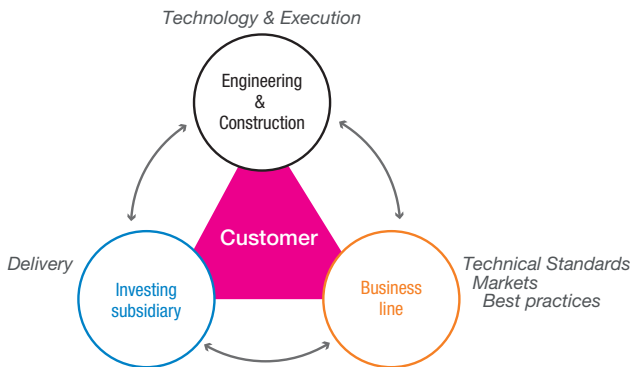 Technology & Execution
Engineering
&
Construction
Customer
Delivery
Investing
subsidiary
Business
line
Technical Standards
Markets
Best practices